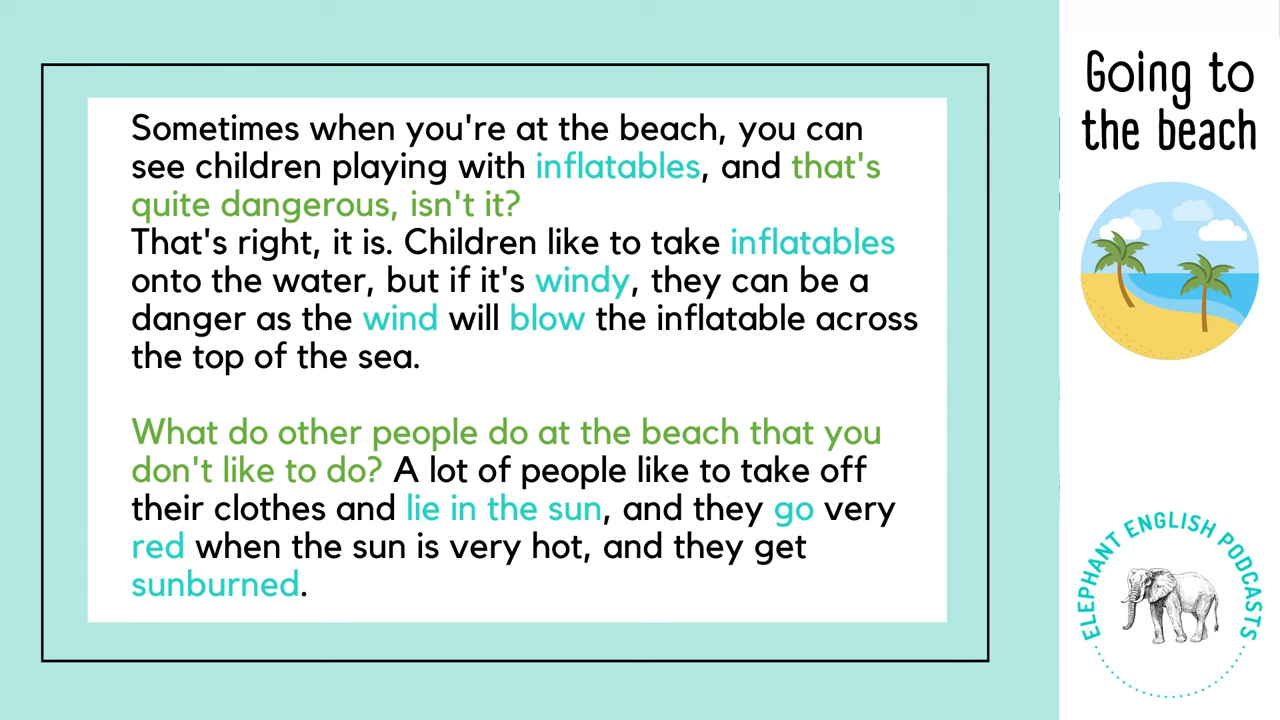 Sometimes when you're at the beach, you can
see children playing with inflatables, and that's
quite dangerous, isn't it?
That's right, it is. Children like to take inflatables
onto the water, but if it's windy, they can be a
danger as the wind will blow the inflatable across
the top of the sea.
What do other people do at the beach that you
don't like to do? A lot of people like to take off
their clothes and lie in the sun, and they go very
red when the sun is very hot, and they get
sunburned.
Going to
the beach
ELEPHANT ENGLISH PODCASTS